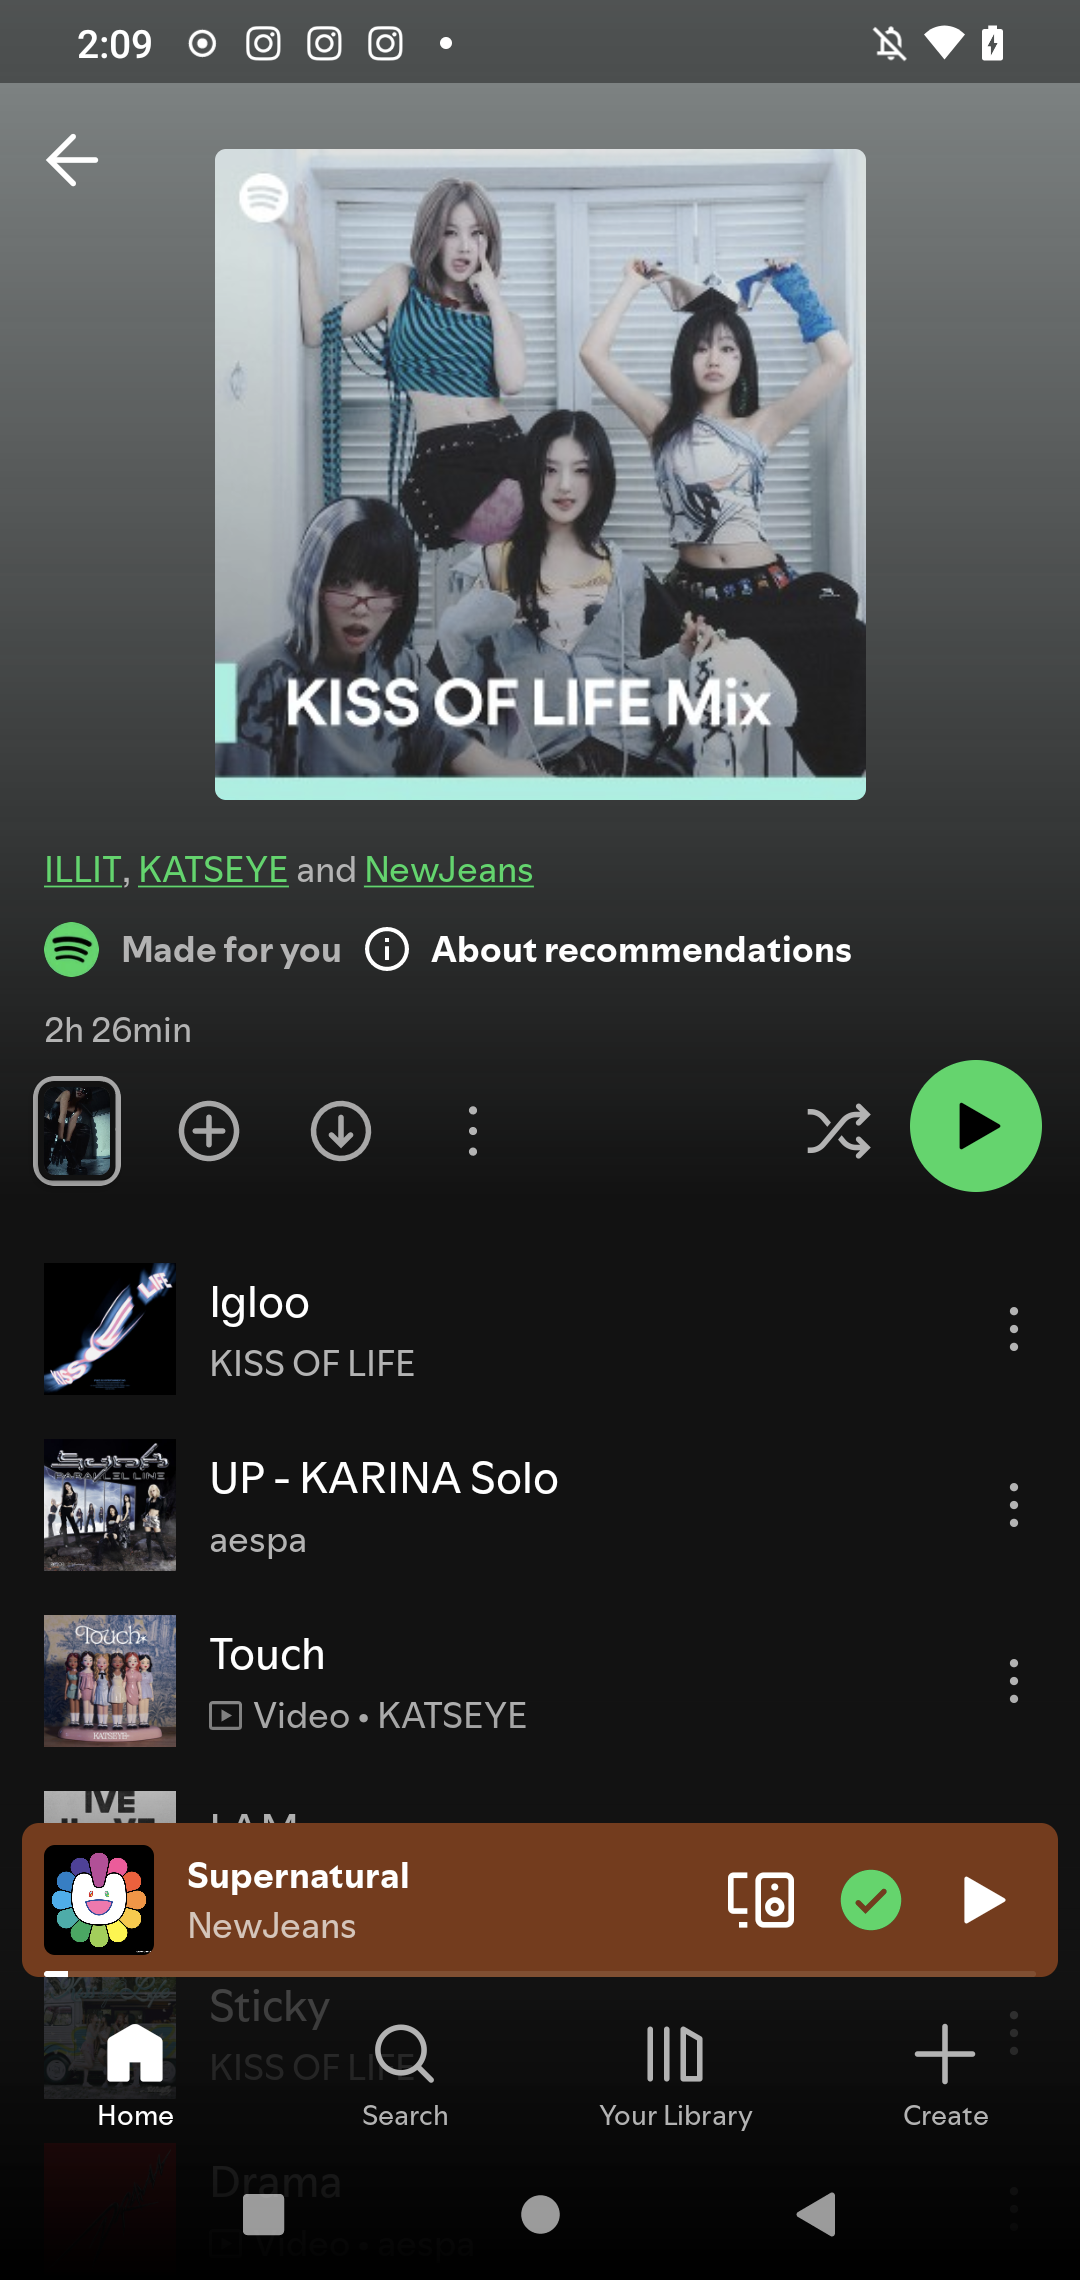 2:09
KISS OF LIFE Mix
ILLIT, KATSEYE and NewJeans
Made for you
About recommendations
2h 26min
Igloo
KISS OF LIFE
UP - KARINA Solo
aespa
Touch
Video • KATSEYE
I AM
Supernatural
NewJeans
Sticky
KISS OF LIFE
Home
Search
Your Library
Create
Drama
Video • aespa